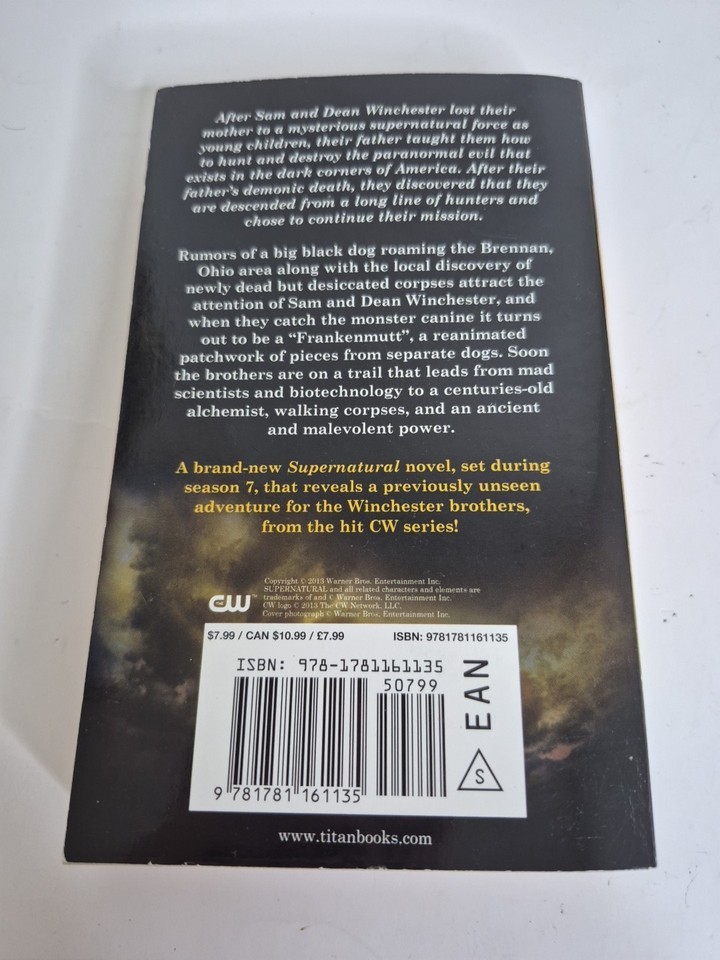 After Sam and Dean Winchester lost their
mother to a mysterious supernatural force as
young children, their father taught them how
to hunt and destroy the paranormal evil that
exists in the dark corners of America. After their
father's demonic death, they discovered that they
are descended from a long line of hunters and
chose to continue their mission.
Rumors of a big black dog roaming the Brennan,
Ohio area along with the local discovery of
newly dead but desiccated corpses attract the
attention of Sam and Dean Winchester, and
when they catch the monster canine it turns
out to be a “Frankenmutt”, a reanimated
patchwork of pieces from separate dogs. Soon
the brothers are on a trail that leads from mad
scientists and biotechnology to a centuries-old
alchemist, walking corpses, and an ancient
and malevolent power.
A brand-new Supernatural novel, set during
season 7, that reveals a previously unseen
adventure for the Winchester brothers,
from the hit CW series!
Copyright © 2013 Warner Bros. Entertainment Inc.
SUPERNATURAL and all related characters and elements are
trademarks of and © Warner Bros. Entertainment Inc.
CW logo © 2013 The CW Network, LLC.
Cover photograph © Warner Bros. Entertainment Inc.
THE CW™
$7.99 / CAN $10.99 / £7.99 ISBN: 9781781161135
ISBN: 978-1781161135
50799
EAN
S
9 781781 161135
www.titanbooks.com